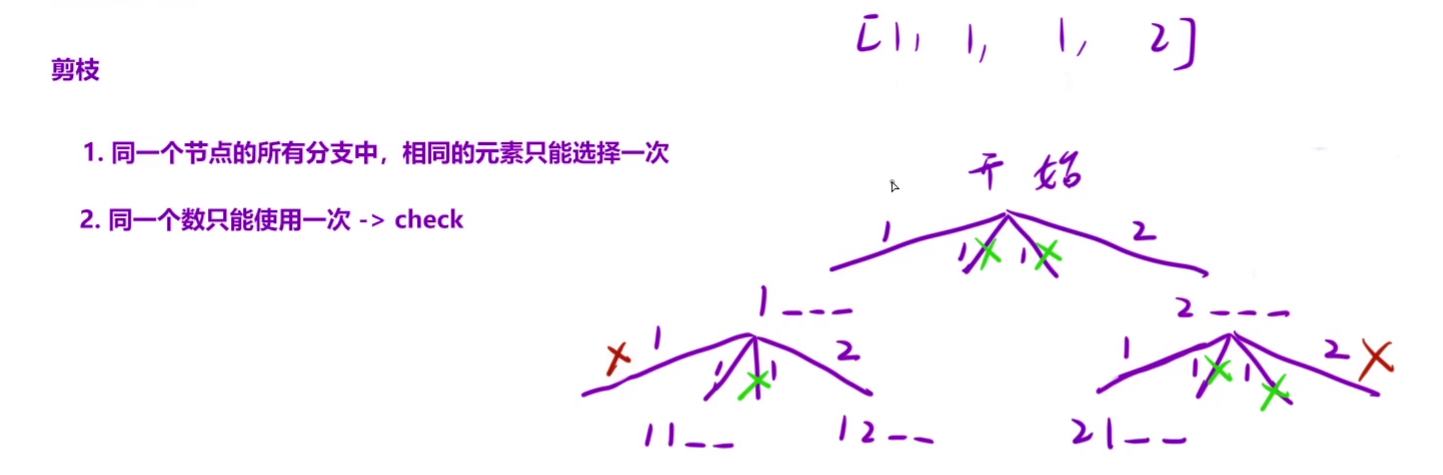 [1, 1, 1, 2]
剪枝
1. 同一个节点的所有分支中，相同的元素只能选择一次
2. 同一个数只能使用一次 -> check
开始
1 1 1 2
1 _ _ _ 2 _ _ _
1 1 1 2 1 1 1 2
11 _ _ 12 _ _ 21 _ _